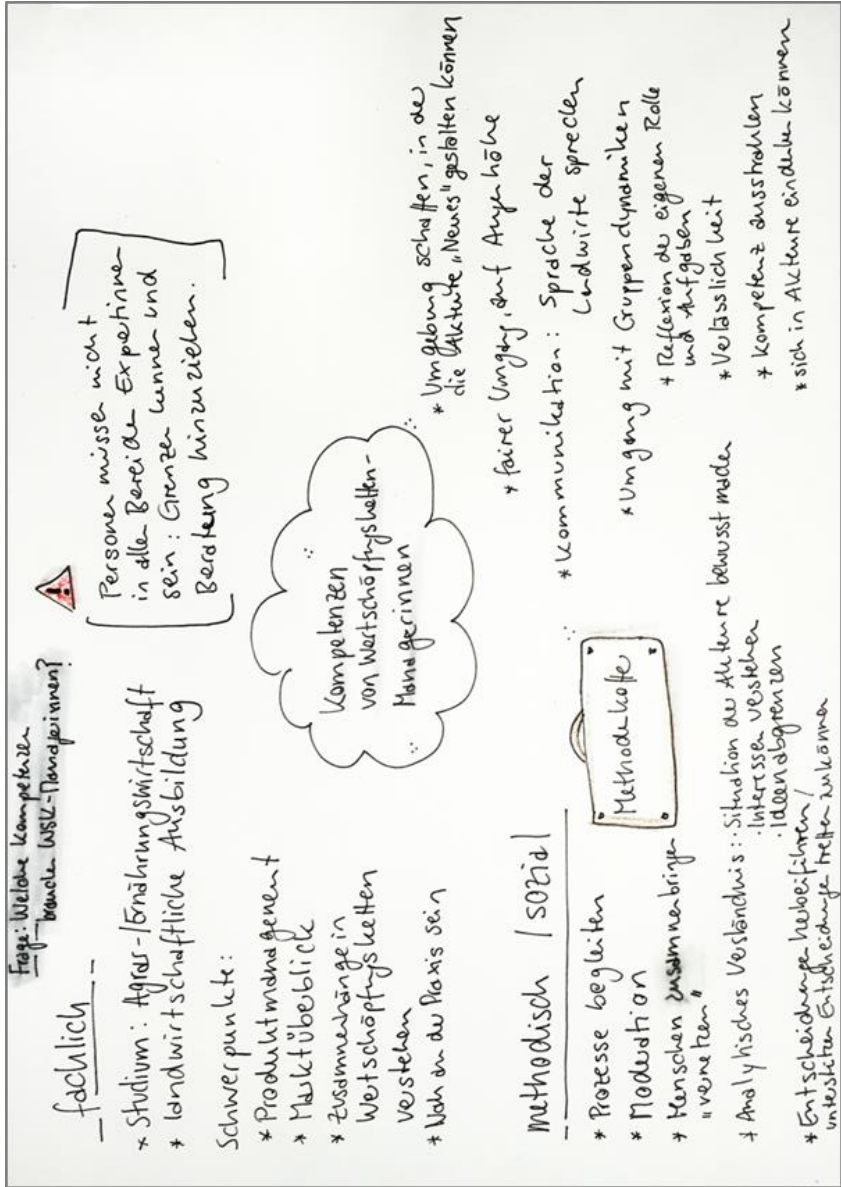 Frage: Welche Kompetenzen
brauchen WSK-Managerinnen?
fachlich
* Studium: Agrar-/Ernährungswirtschaft
* landwirtschaftliche Ausbildung
Schwerpunkte:
* Produktmanagement
* Marktüberblick
* Zusammenhänge in
Wertschöpfungsketten
verstehen
* Nah an der Praxis sein
Personen müssen nicht
in allen Bereichen Expertinnen
sein: Grenzen kennen und
Beratung hinzuziehen.
Kompetenzen
von Wertschöpfungsketten-
Managerinnen
methodisch / sozial
* Prozesse begleiten
* Moderation
* Menschen zusammenbringen
"vernetzen"
Methodenkoffer
* Analytisches Verständnis: · Situation der Akteure bewusst machen
· Interessen verstehen
· Ideen abgrenzen
* Entscheidungen herbeiführen/
unterstützen Entscheidungen treffen zu können
* Umgebung schaffen, in der
die Akteure "Neues" gestalten können
* fairer Umgang, auf Augenhöhe
* Kommunikation: Sprache der
Landwirte sprechen
* Umgang mit Gruppendynamiken
* Reflexion der eigenen Rolle
und Aufgaben
* Verlässlichkeit
* Kompetenz ausstrahlen
* sich in Akteure eindenken können